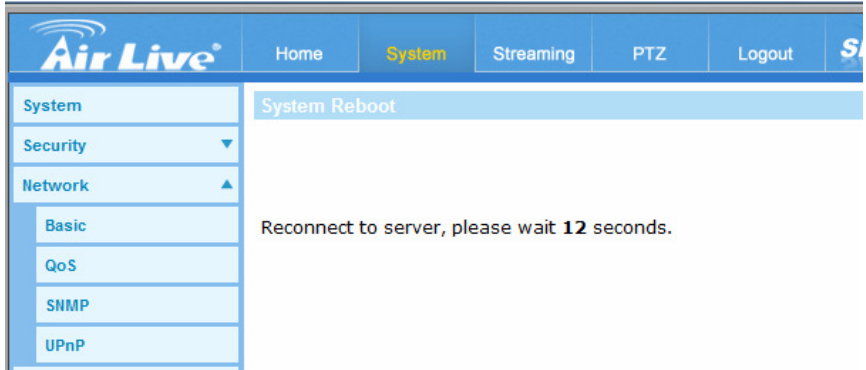 Air Live®
Home System Streaming PTZ Logout
System
Security
Network
Basic
QoS
SNMP
UPnP
System Reboot
Reconnect to server, please wait 12 seconds.